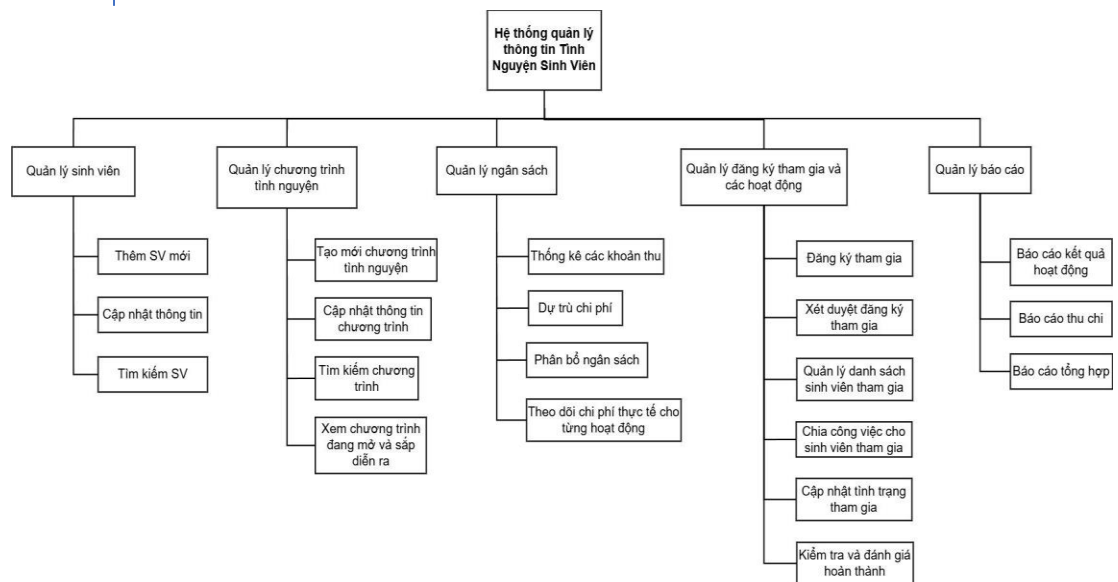 Hệ thống quản lý
thông tin Tình
Nguyện Sinh Viên
Quản lý sinh viên
Quản lý chương trình
tình nguyện
Quản lý ngân sách
Quản lý đăng ký tham gia và
các hoạt động
Quản lý báo cáo
Thêm SV mới
Cập nhật thông tin
Tìm kiếm SV
Tạo mới chương trình
tình nguyện
Cập nhật thông tin
chương trình
Tìm kiếm chương
trình
Xem chương trình
đang mở và sắp
diễn ra
Thống kê các khoản thu
Dự trù chi phí
Phân bổ ngân sách
Theo dõi chi phí thực tế cho
từng hoạt động
Đăng ký tham gia
Xét duyệt đăng ký
tham gia
Quản lý danh sách
sinh viên tham gia
Chia công việc cho
sinh viên tham gia
Cập nhật tình trạng
tham gia
Kiểm tra và đánh giá
hoàn thành
Báo cáo kết quả
hoạt động
Báo cáo thu chi
Báo cáo tổng hợp